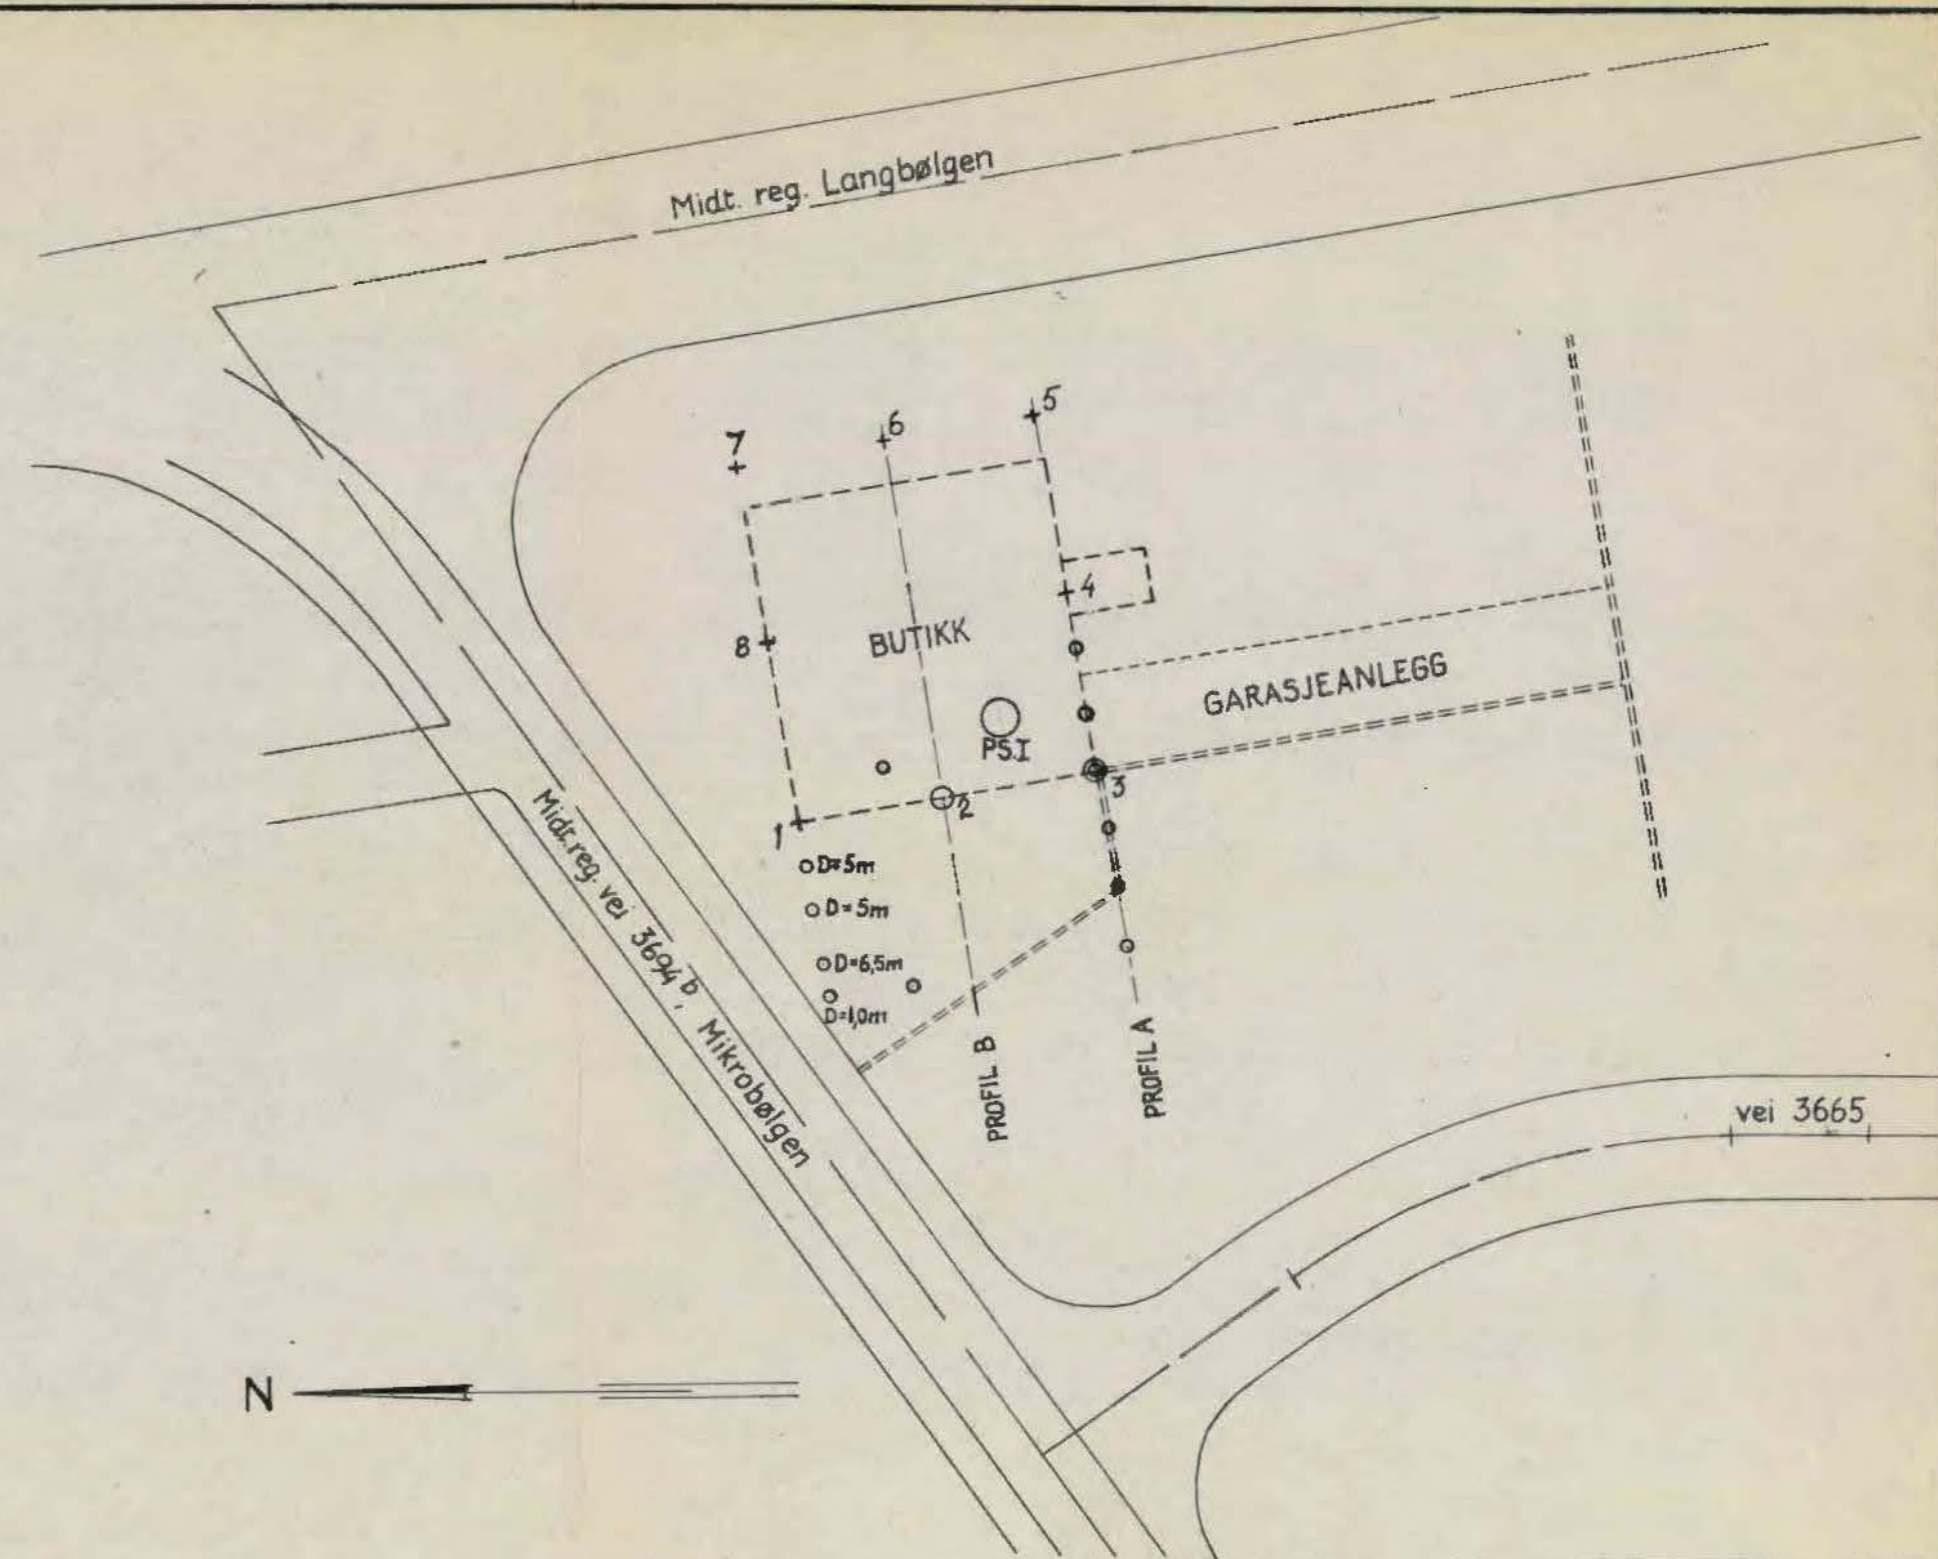 Midt. reg. Langbølgen
5
6
7
4
8
BUTIKK
GARASJEANLEGG
PS.I
3
2
1
D=5m
D=5m
D=6,5m
D=1,0m
Midt. reg. vei 3694 b, Mikrobølgen
PROFIL B
PROFIL A
vei 3665
N